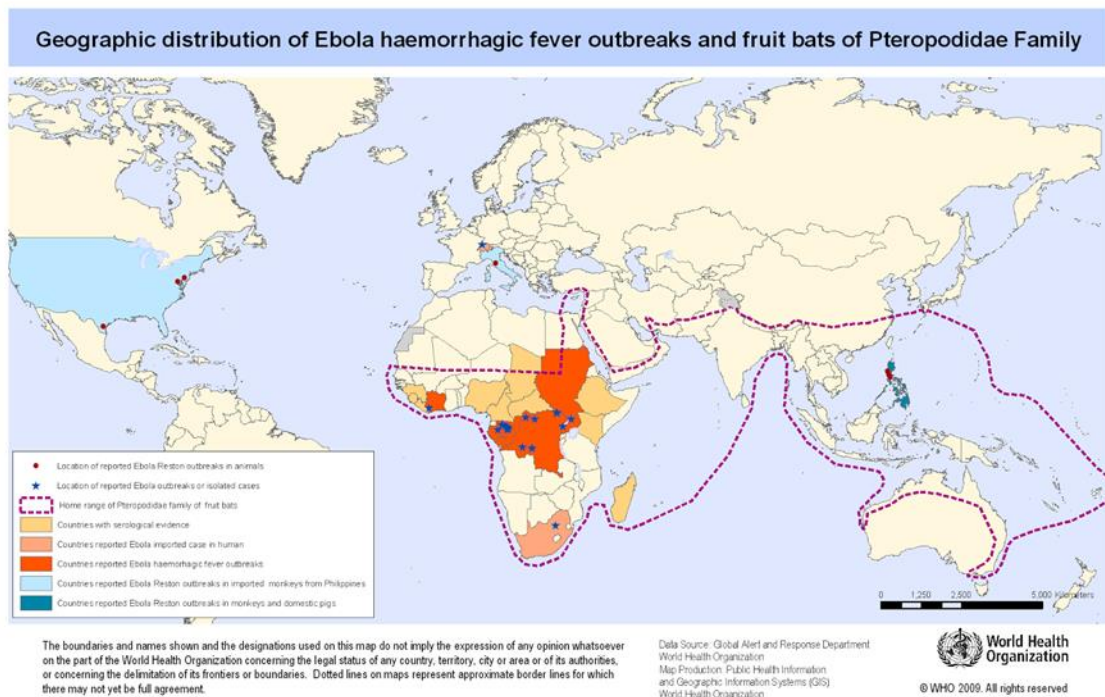 Geographic distribution of Ebola haemorrhagic fever outbreaks and fruit bats of Pteropodidae Family
Location of reported Ebola Reston outbreaks in animals
Location of reported Ebola outbreaks or isolated cases
Home range of Pteropodidae family of fruit bats
Countries with serological evidence
Countries reported Ebola imported case in human
Countries reported Ebola haemorrhagic fever outbreaks
Countries reported Ebola Reston outbreaks in imported monkeys from Philippines
Countries reported Ebola Reston outbreaks in monkeys and domestic pigs
0 1,250 2,500 5,000 Kilometers
The boundaries and names shown and the designations used on this map do not imply the expression of any opinion whatsoever
on the part of the World Health Organization concerning the legal status of any country, territory, city or area or of its authorities,
or concerning the delimitation of its frontiers or boundaries. Dotted lines on maps represent approximate border lines for which
there may not yet be full agreement.
Data Source: Global Alert and Response Department
World Health Organization
Map Production: Public Health Information
and Geographic Information Systems (GIS)
World Health Organization
World Health
Organization
© WHO 2009. All rights reserved